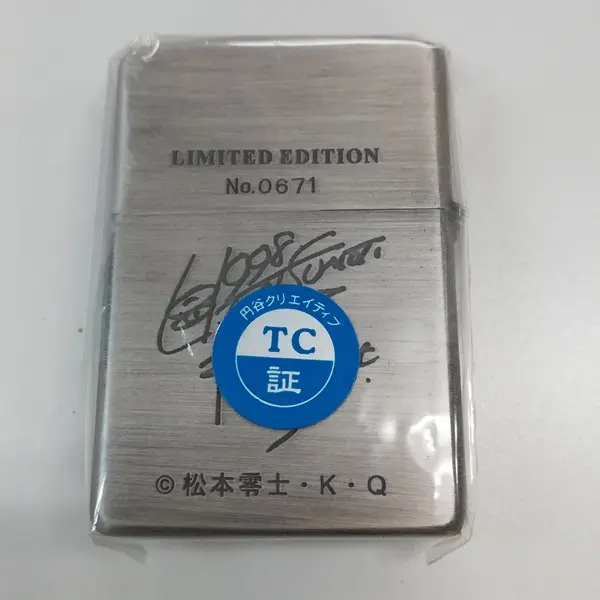 LIMITED EDITION
No.0671
1998
円谷クリエイティブ
TC
証
© 松本零士・K・Q